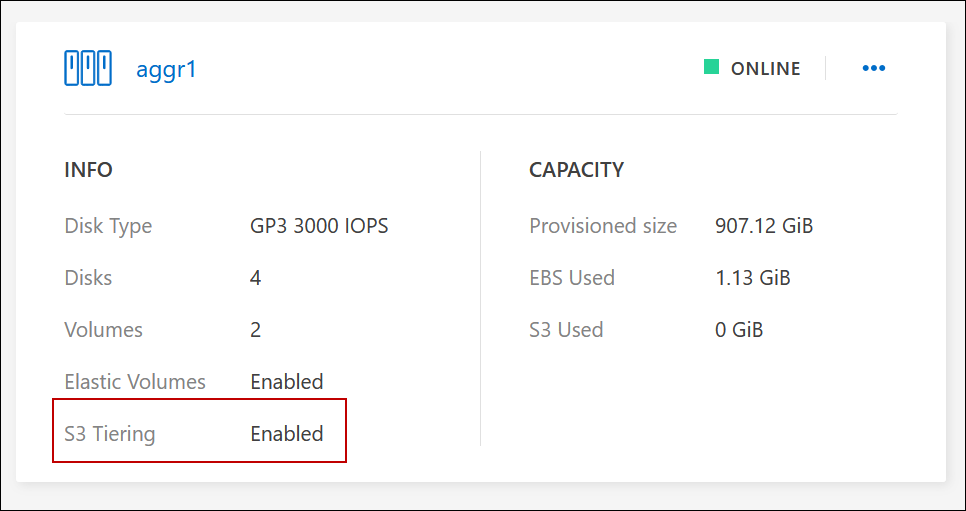 aggr1
ONLINE
INFO
Disk Type GP3 3000 IOPS
Disks 4
Volumes 2
Elastic Volumes Enabled
S3 Tiering Enabled
CAPACITY
Provisioned size 907.12 GiB
EBS Used 1.13 GiB
S3 Used 0 GiB